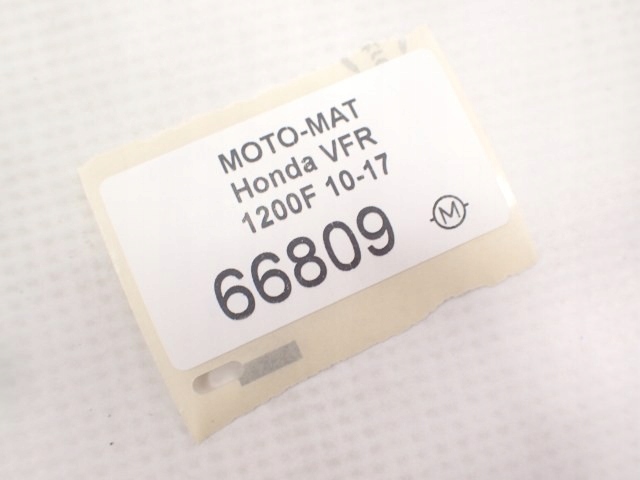 MOTO-MAT
Honda VFR
1200F 10-17
66809
M